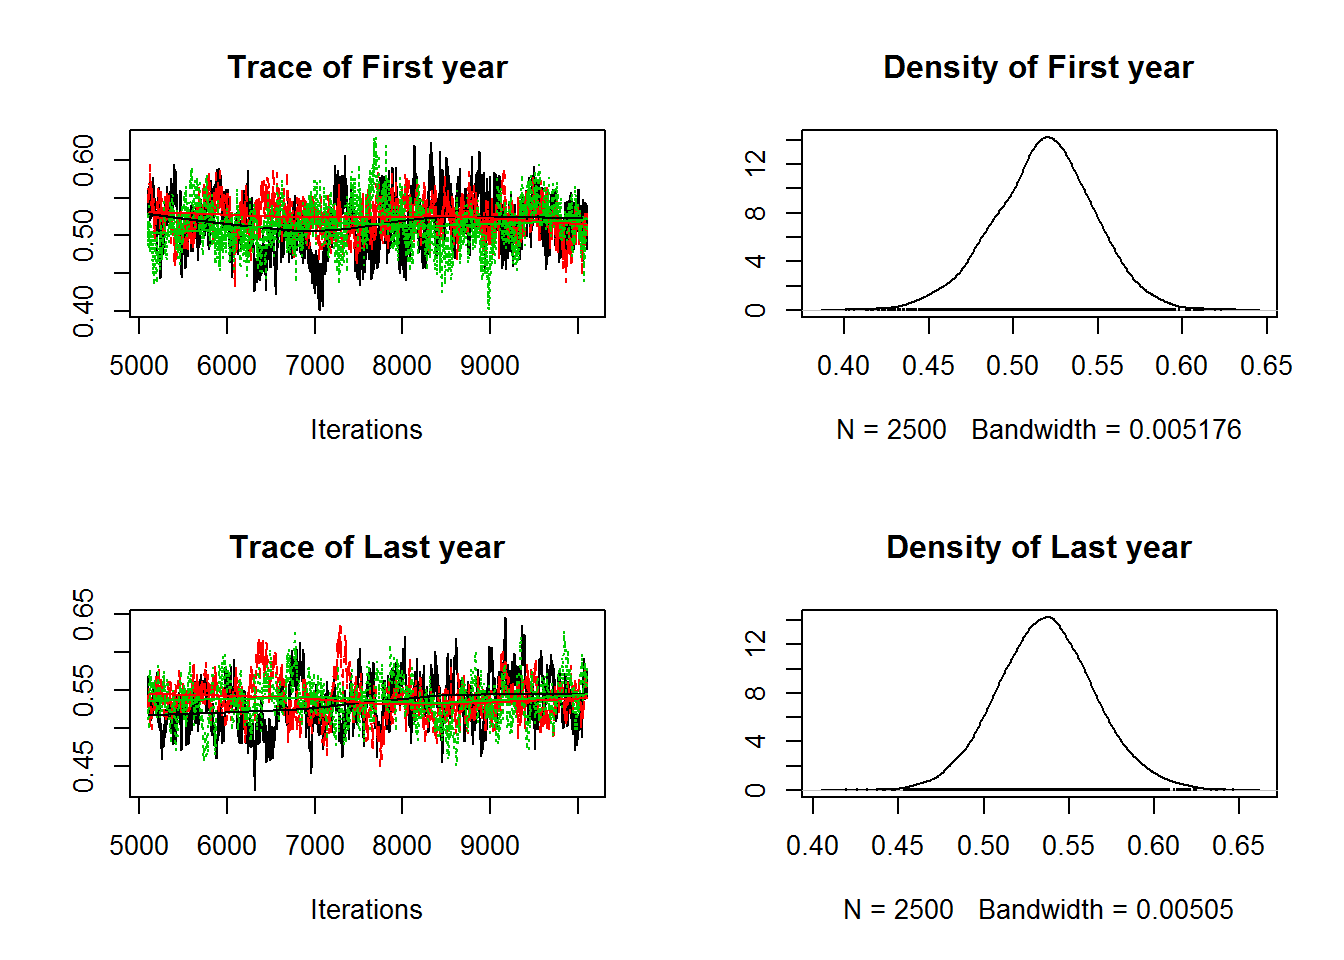 Trace of First year
0.40 0.50 0.60
5000 6000 7000 8000 9000
Iterations
Density of First year
0 4 8 12
0.40 0.45 0.50 0.55 0.60 0.65
N = 2500 Bandwidth = 0.005176
Trace of Last year
0.45 0.55 0.65
5000 6000 7000 8000 9000
Iterations
Density of Last year
0 4 8 12
0.40 0.45 0.50 0.55 0.60 0.65
N = 2500 Bandwidth = 0.00505